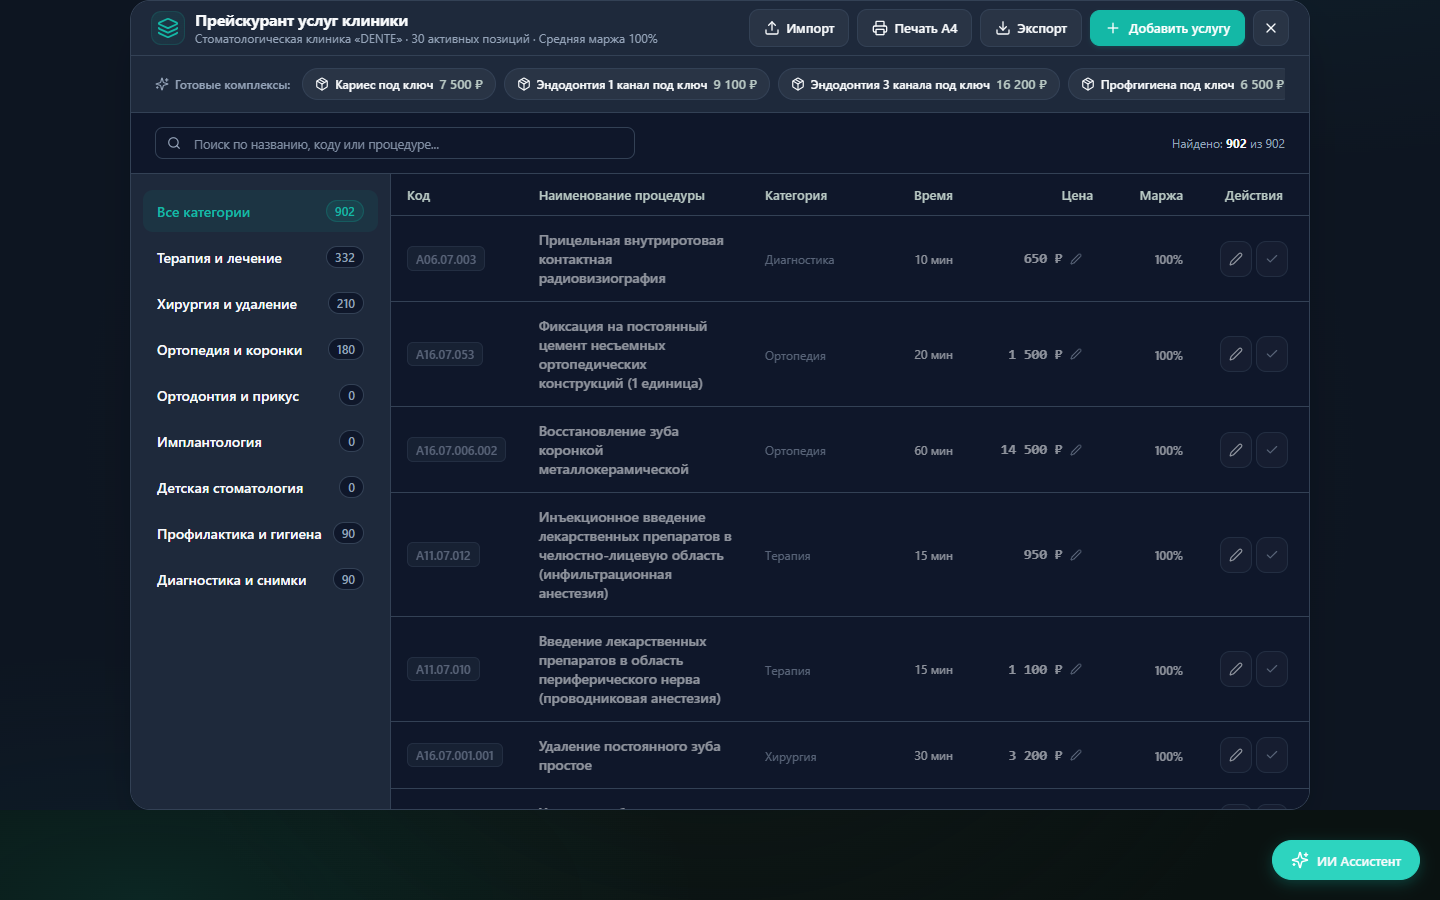 Прейскурант услуг клиники
Стоматологическая клиника «DENTE» · 30 активных позиций · Средняя маржа 100%
Импорт
Печать А4
Экспорт
Добавить услугу
Готовые комплексы:
Кариес под ключ 7 500 ₽
Эндодонтия 1 канал под ключ 9 100 ₽
Эндодонтия 3 канала под ключ 16 200 ₽
Профгигиена под ключ 6 500 ₽
Поиск по названию, коду или процедуре...
Найдено: 902 из 902
Все категории 902
Терапия и лечение 332
Хирургия и удаление 210
Ортопедия и коронки 180
Ортодонтия и прикус 0
Имплантология 0
Детская стоматология 0
Профилактика и гигиена 90
Диагностика и снимки 90
Код Наименование процедуры Категория Время Цена Маржа Действия
Прицельная внутриротовая
контактная
радиовизиография
A06.07.003 Диагностика 10 мин 650 ₽ 100%
Фиксация на постоянный
цемент несъемных
ортопедических
конструкций (1 единица)
A16.07.053 Ортопедия 20 мин 1 500 ₽ 100%
Восстановление зуба
коронкой
металлокерамической
A16.07.006.002 Ортопедия 60 мин 14 500 ₽ 100%
Инъекционное введение
лекарственных препаратов в
челюстно-лицевую область
(инфильтрационная
анестезия)
A11.07.012 Терапия 15 мин 950 ₽ 100%
Введение лекарственных
препаратов в область
периферического нерва
(проводниковая анестезия)
A11.07.010 Терапия 15 мин 1 100 ₽ 100%
Удаление постоянного зуба
простое
A16.07.001.001 Хирургия 30 мин 3 200 ₽ 100%
ИИ Ассистент